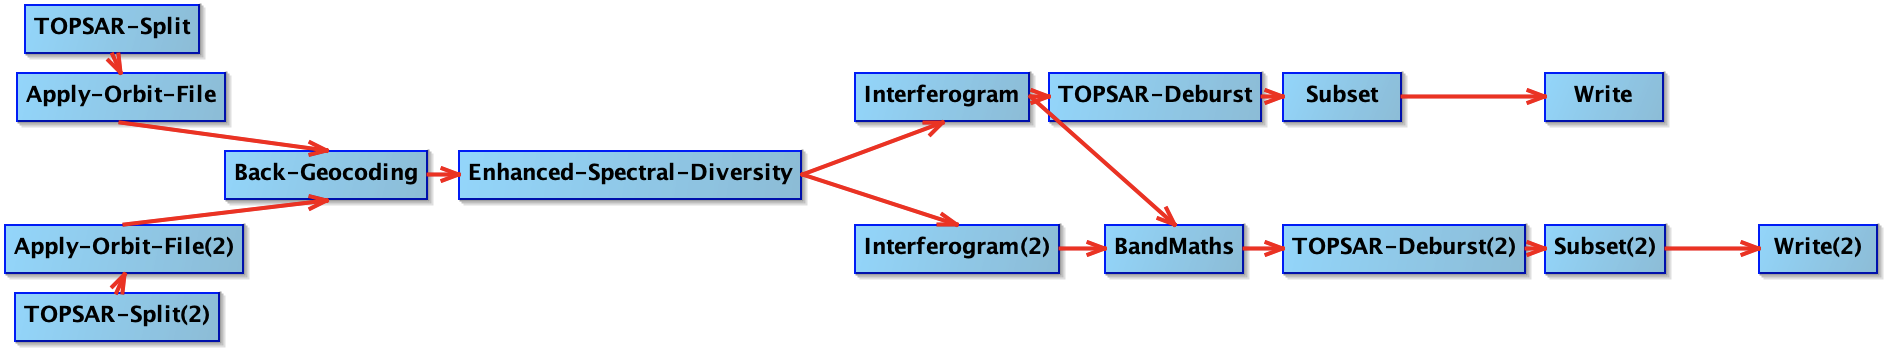 TOPSAR-Split
Apply-Orbit-File
Interferogram
TOPSAR-Deburst
Subset
Write
Back-Geocoding
Enhanced-Spectral-Diversity
Apply-Orbit-File(2)
Interferogram(2)
BandMaths
TOPSAR-Deburst(2)
Subset(2)
Write(2)
TOPSAR-Split(2)